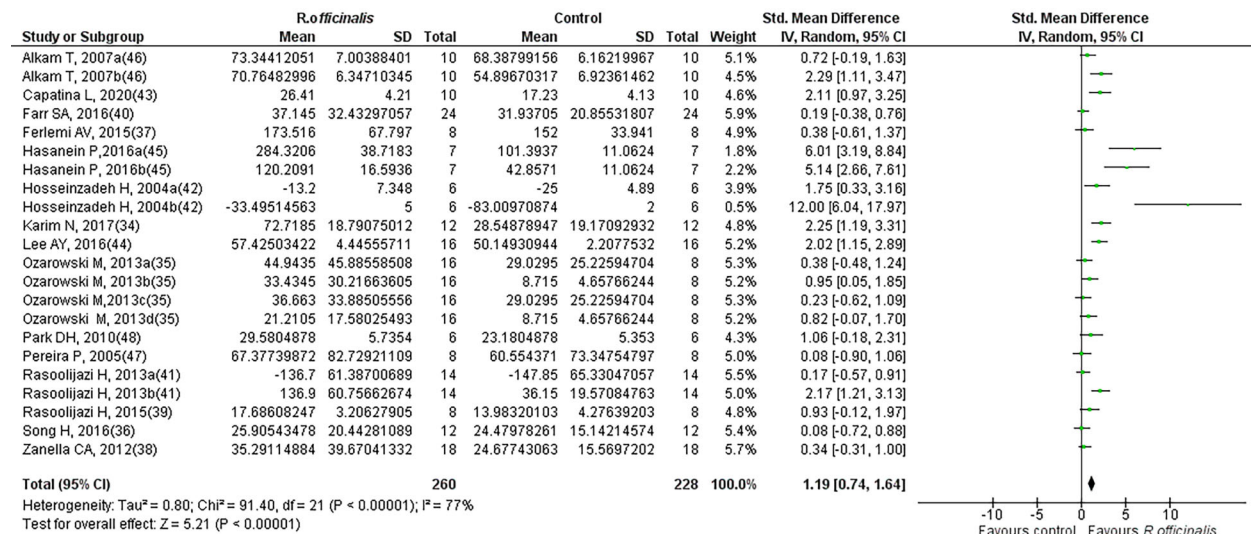 R.officinalis Control Std. Mean Difference Std. Mean Difference
Study or Subgroup Mean SD Total Mean SD Total Weight IV, Random, 95% CI IV, Random, 95% CI
Alkam T, 2007a(46) 73.34412051 7.00388401 10 68.38799156 6.16219967 10 5.1% 0.72 [-0.19, 1.63]
Alkam T, 2007b(46) 70.76482996 6.34710345 10 54.89670317 6.92361462 10 4.5% 2.29 [1.11, 3.47]
Capatina L, 2020(43) 26.41 4.21 10 17.23 4.13 10 4.6% 2.11 [0.97, 3.25]
Farr SA, 2016(40) 37.145 32.43297057 24 31.93705 20.85531807 24 5.8% 0.19 [-0.38, 0.76]
Ferlemi AV, 2015(37) 173.516 67.797 8 152 33.941 8 4.9% 0.38 [-0.61, 1.37]
Hasanein P,2016a(45) 284.3206 38.7183 7 101.3937 11.0624 7 1.8% 6.01 [3.19, 8.84]
Hasanein P, 2016b(45) 120.2091 16.5936 7 42.8571 11.0624 7 2.2% 5.14 [2.66, 7.61]
Hosseinzadeh H, 2004a(42) -13.2 7.348 6 -25 4.89 6 3.9% 1.75 [0.33, 3.16]
Hosseinzadeh H, 2004b(42) -33.49514563 5 6 -83.00970874 2 6 0.5% 12.00 [6.04, 17.97]
Karim N, 2017(34) 72.7185 18.79075012 12 28.54878947 19.17092932 12 4.8% 2.25 [1.19, 3.31]
Lee AY, 2016(44) 57.42503422 4.44555711 16 50.14930944 2.2077532 16 5.2% 2.02 [1.15, 2.89]
Ozarowski M, 2013a(35) 44.9435 45.88558508 16 29.0295 25.22594704 8 5.3% 0.38 [-0.48, 1.24]
Ozarowski M, 2013b(35) 33.4345 30.21663605 16 8.715 4.65766244 8 5.2% 0.95 [0.05, 1.85]
Ozarowski M,2013c(35) 36.663 33.88505556 16 29.0295 25.22594704 8 5.3% 0.23 [-0.62, 1.09]
Ozarowski M, 2013d(35) 21.2105 17.58025493 16 8.715 4.65766244 8 5.2% 0.82 [-0.07, 1.70]
Park DH, 2010(48) 29.5804878 5.7354 6 23.1804878 5.353 6 4.3% 1.06 [-0.18, 2.31]
Pereira P, 2005(47) 67.37739872 82.72921109 8 60.554371 73.34754797 8 5.0% 0.08 [-0.90, 1.06]
Rasoolijazi H, 2013a(41) -136.7 61.38700689 14 -147.85 65.33047057 14 5.5% 0.17 [-0.57, 0.91]
Rasoolijazi H, 2013b(41) 136.9 60.75662674 14 36.15 19.57084763 14 5.0% 2.17 [1.21, 3.13]
Rasoolijazi H, 2015(39) 17.68608247 3.20627905 8 13.98320103 4.27639203 8 4.8% 0.93 [-0.12, 1.97]
Song H, 2016(36) 25.90543478 20.44281089 12 24.47978261 15.14214574 12 5.4% 0.08 [-0.72, 0.88]
Zanella CA, 2012(38) 35.29114884 39.67041332 18 24.67743063 15.5697202 18 5.7% 0.34 [-0.31, 1.00]
Total (95% CI) 260 228 100.0% 1.19 [0.74, 1.64]
Heterogeneity: Tau² = 0.80; Chi² = 91.40, df = 21 (P < 0.00001); I² = 77%
Test for overall effect: Z = 5.21 (P < 0.00001)
-10 -5 0 5 10
Favours control Favours R.officinalis